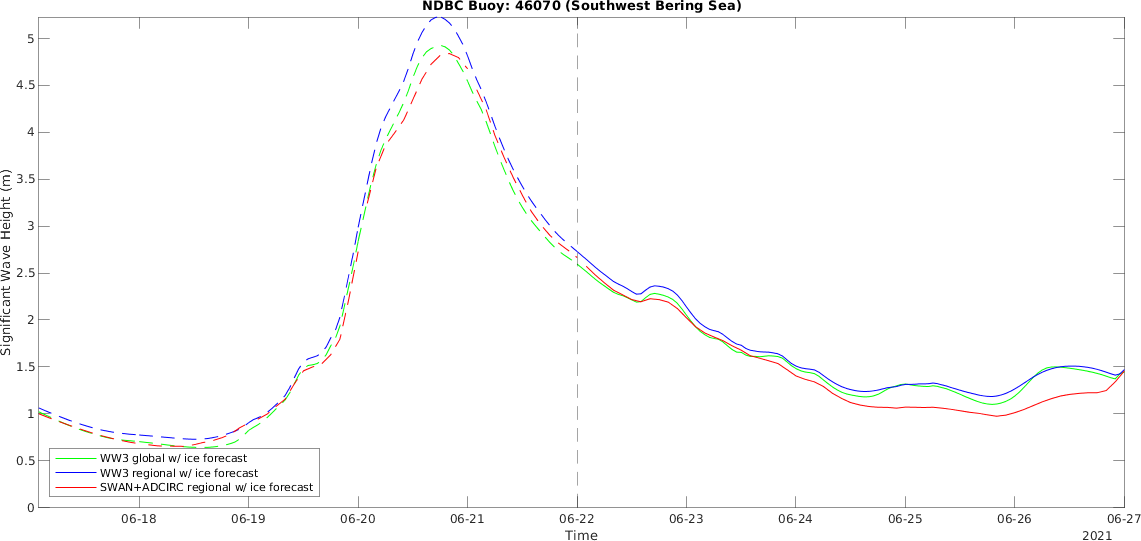 NDBC Buoy: 46070 (Southwest Bering Sea)
Significant Wave Height (m)
5
4.5
4
3.5
3
2.5
2
1.5
1
0.5
0
WW3 global w/ ice forecast
WW3 regional w/ ice forecast
SWAN+ADCIRC regional w/ ice forecast
06-18 06-19 06-20 06-21 06-22 06-23 06-24 06-25 06-26 06-27
Time
2021